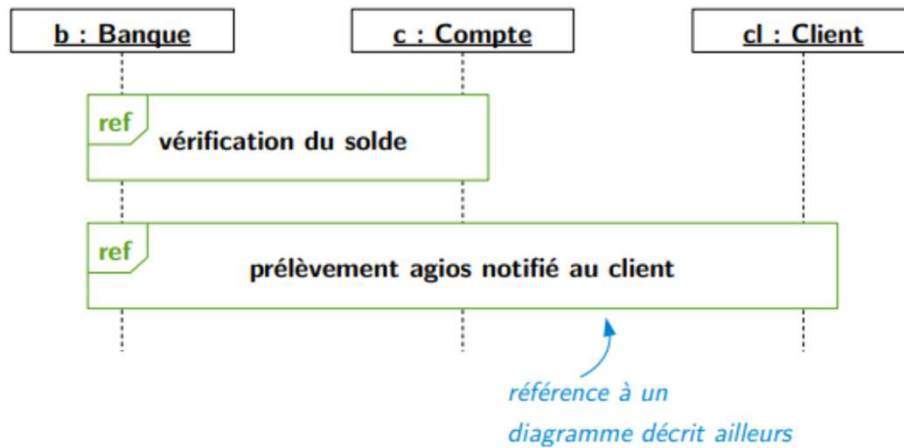 b : Banque
c : Compte
cl : Client
ref
vérification du solde
ref
prélèvement agios notifié au client
référence à un
diagramme décrit ailleurs